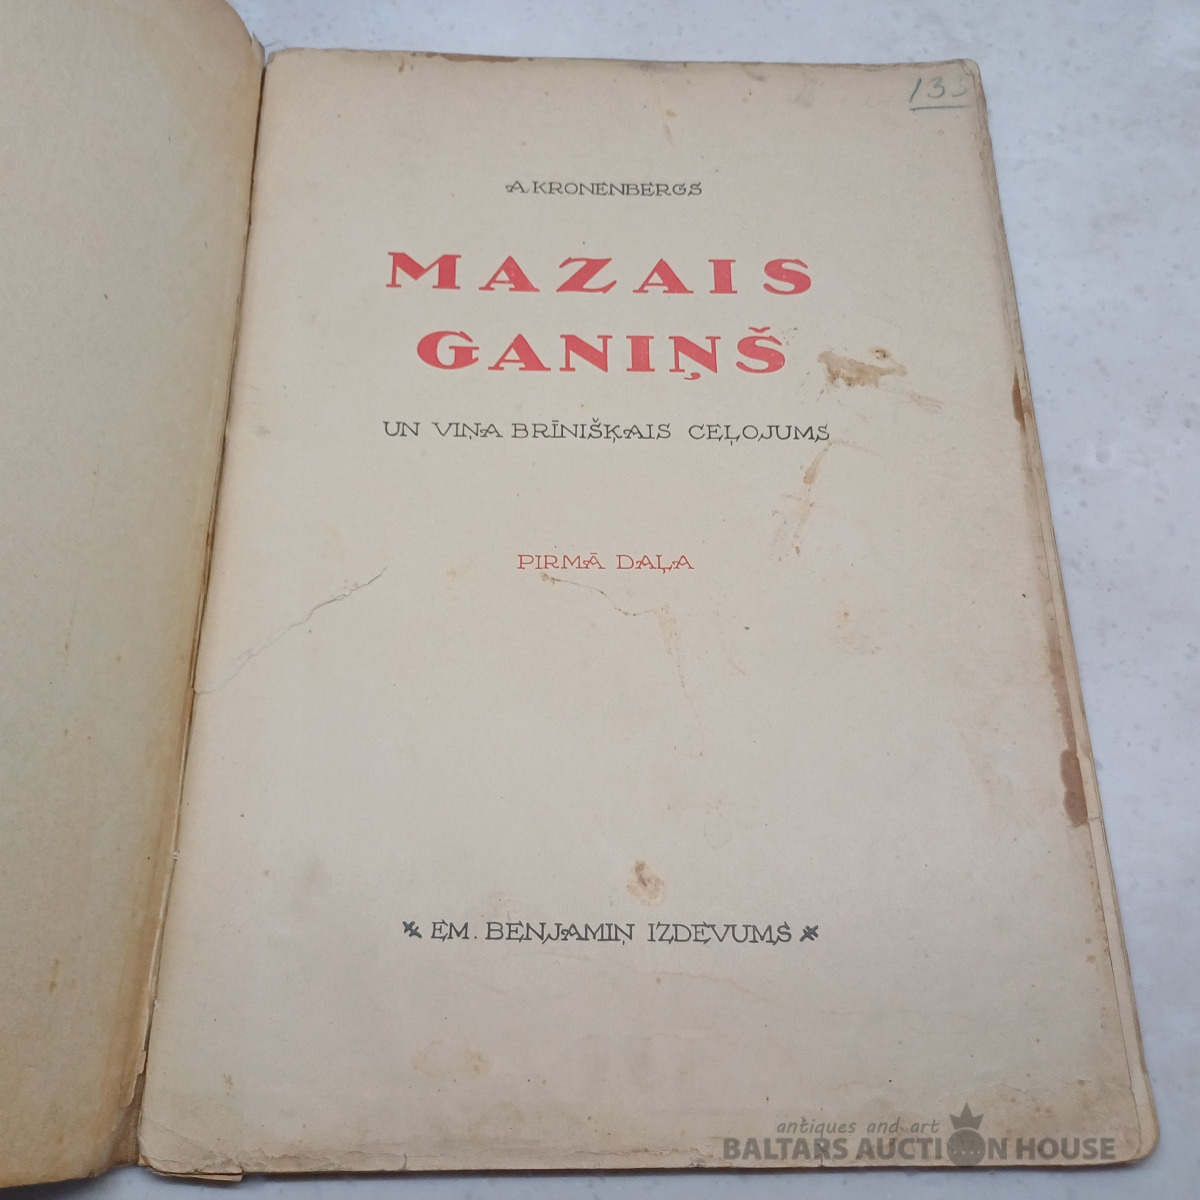 133
A. KRONENBERGS
MAZAIS
GANIŅŠ
UN VIŅA BRĪNIŠĶAIS CEĻOJUMS
PIRMĀ DAĻA
EM. BENJAMIŅ IZDEVUMS
antiques and art
BALTARS AUCTION HOUSE